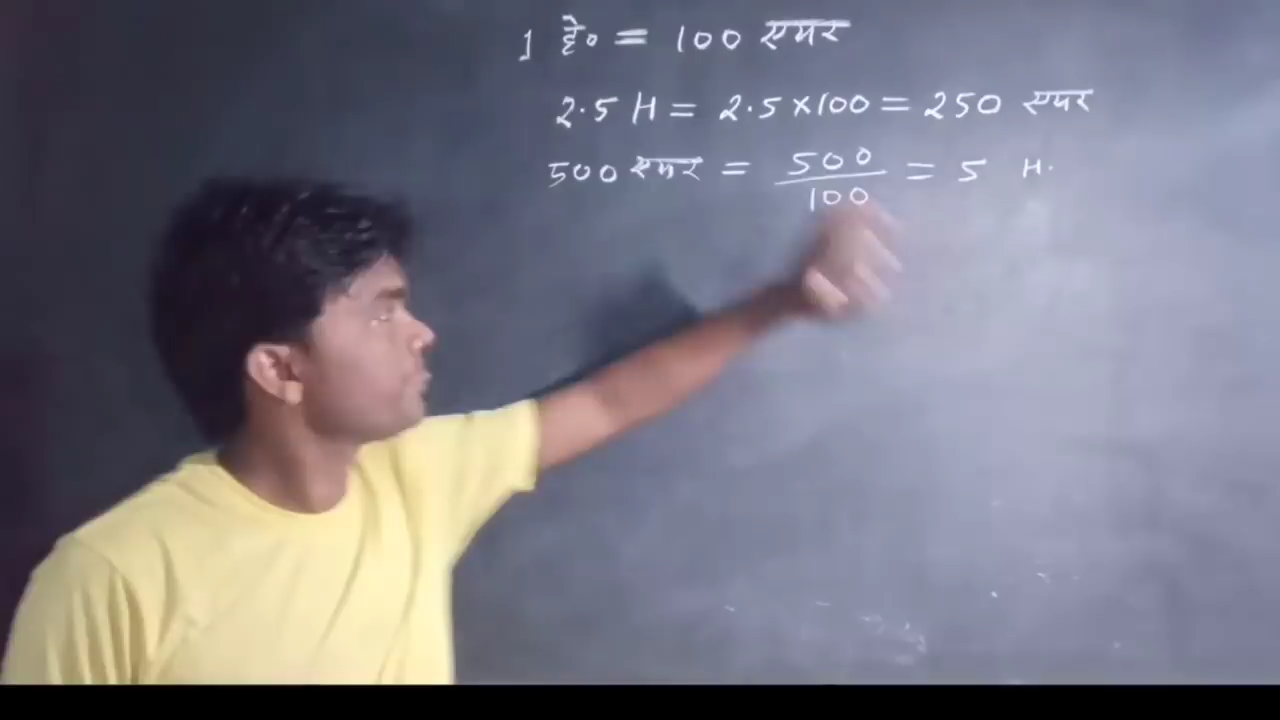 1 हे० = 100 एयर
2.5 H = 2.5 × 100 = 250 एयर
500 एयर = 500/100 = 5 H.